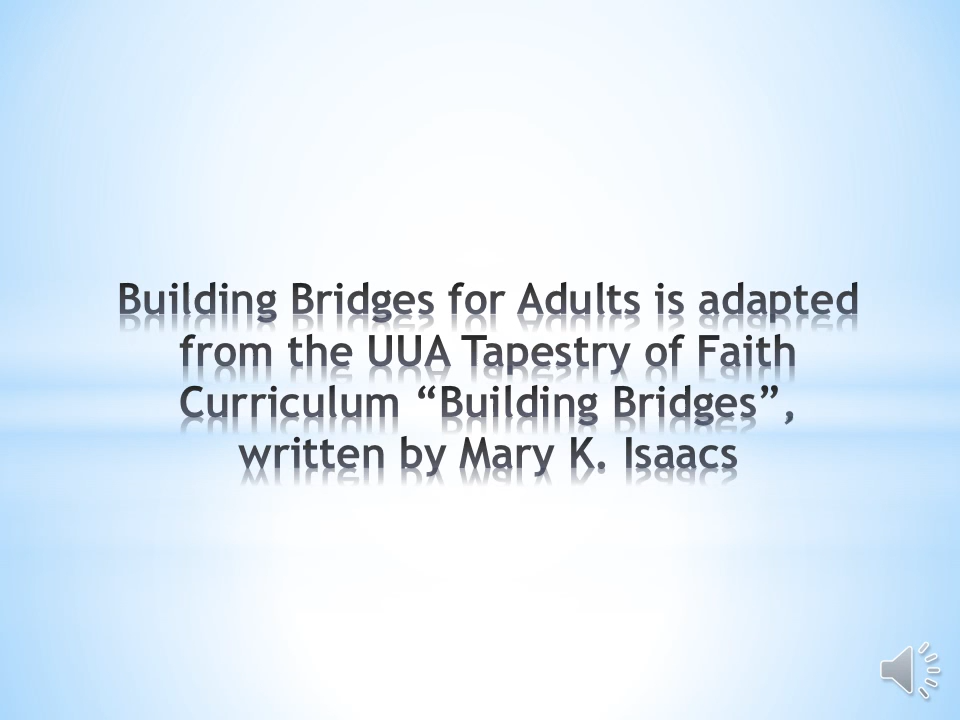 Building Bridges for Adults is adapted
from the UUA Tapestry of Faith
Curriculum “Building Bridges”,
written by Mary K. Isaacs